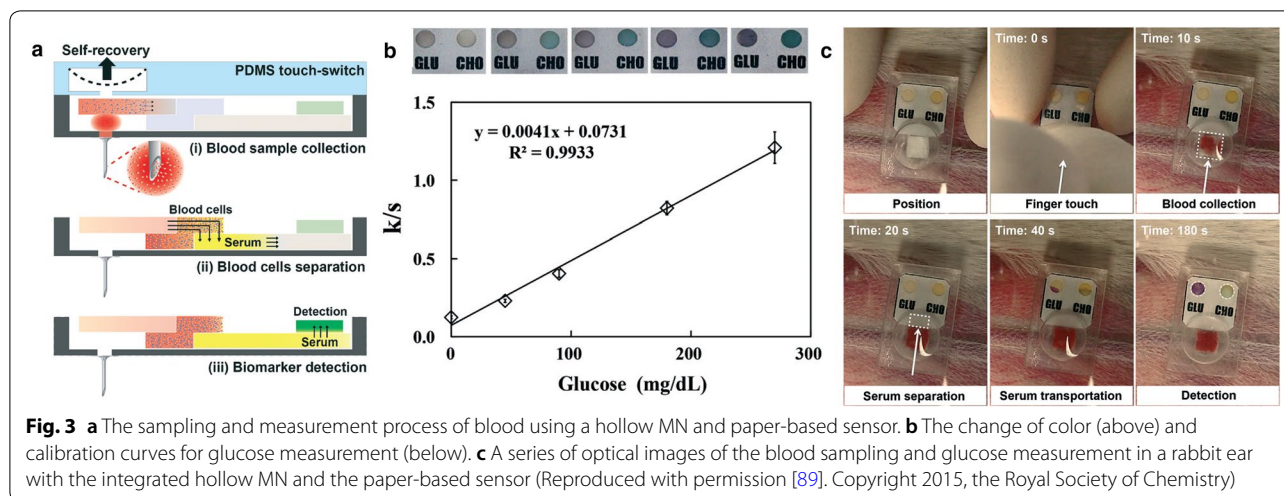 a
Self-recovery
PDMS touch-switch
(i) Blood sample collection
Blood cells
Serum
(ii) Blood cells separation
Detection
Serum
(iii) Biomarker detection
b
GLU CHO GLU CHO GLU CHO GLU CHO GLU CHO
1.5
y = 0.0041x + 0.0731
R² = 0.9933
1.0
k/s
0.5
0.0
0 100 200 300
Glucose (mg/dL)
c
GLU CHO
Position
Time: 0 s
GLU CHO
Finger touch
Time: 10 s
GLU CHO
Blood collection
Time: 20 s
GLU CHO
Serum separation
Time: 40 s
GLU CHO
Serum transportation
Time: 180 s
GLU CHO
Detection
Fig. 3 a The sampling and measurement process of blood using a hollow MN and paper-based sensor. b The change of color (above) and
calibration curves for glucose measurement (below). c A series of optical images of the blood sampling and glucose measurement in a rabbit ear
with the integrated hollow MN and the paper-based sensor (Reproduced with permission [89]. Copyright 2015, the Royal Society of Chemistry)